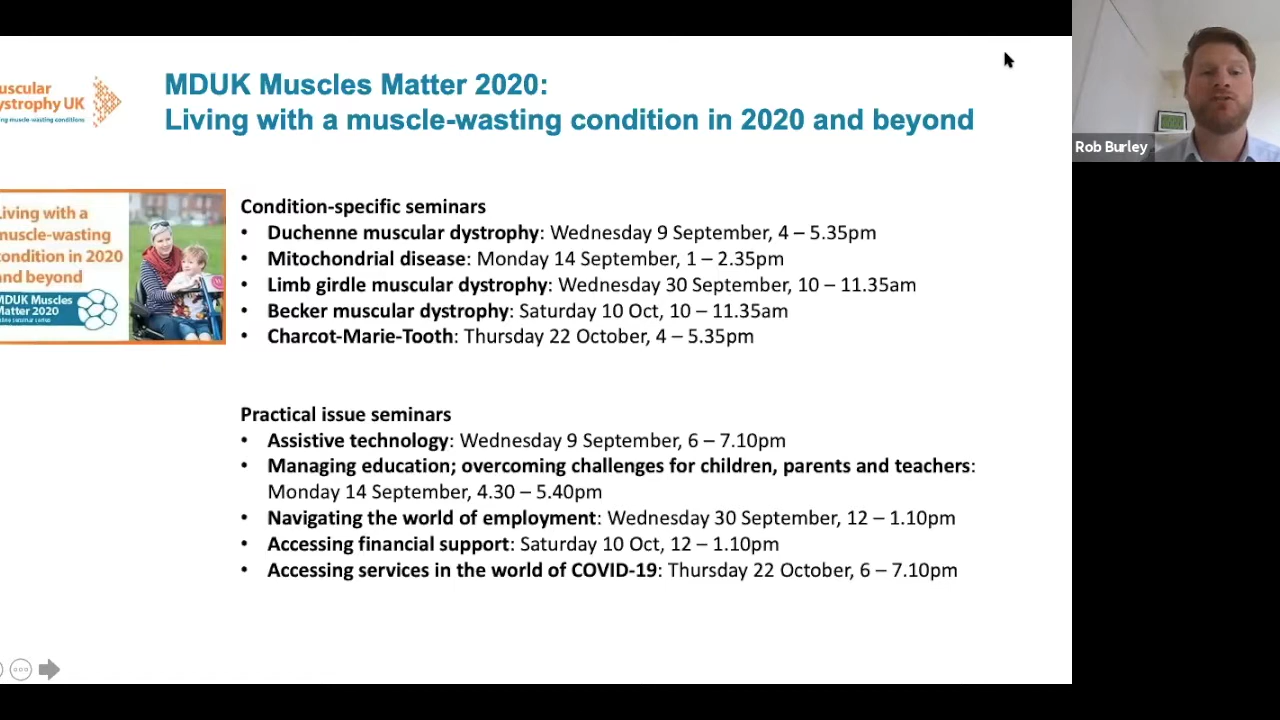 MDUK Muscles Matter 2020:
Living with a muscle-wasting condition in 2020 and beyond
uscular
ystrophy UK
ng muscle-wasting conditions
Rob Burley
iving with a
muscle-wasting
condition in 2020
and beyond
MDUK Muscles
Matter 2020
Condition-specific seminars
• Duchenne muscular dystrophy: Wednesday 9 September, 4 – 5.35pm
• Mitochondrial disease: Monday 14 September, 1 – 2.35pm
• Limb girdle muscular dystrophy: Wednesday 30 September, 10 – 11.35am
• Becker muscular dystrophy: Saturday 10 Oct, 10 – 11.35am
• Charcot-Marie-Tooth: Thursday 22 October, 4 – 5.35pm
Practical issue seminars
• Assistive technology: Wednesday 9 September, 6 – 7.10pm
• Managing education; overcoming challenges for children, parents and teachers:
Monday 14 September, 4.30 – 5.40pm
• Navigating the world of employment: Wednesday 30 September, 12 – 1.10pm
• Accessing financial support: Saturday 10 Oct, 12 – 1.10pm
• Accessing services in the world of COVID-19: Thursday 22 October, 6 – 7.10pm